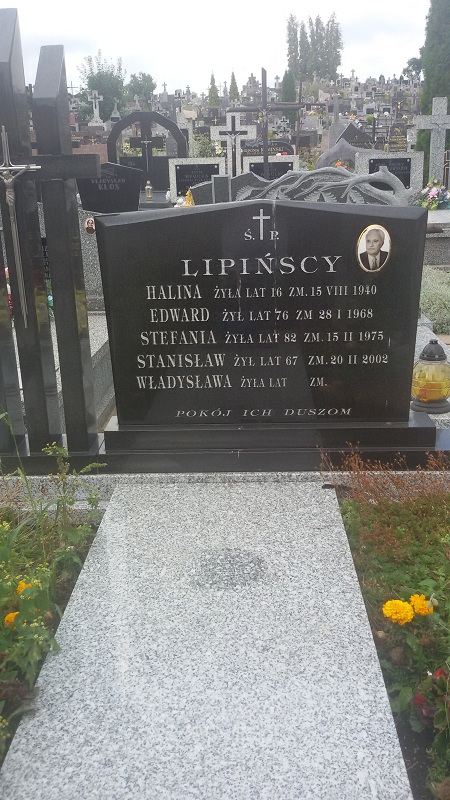 Ś. P.
LIPIŃSCY
HALINA ŻYŁA LAT 16 ZM. 15 VIII 1940
EDWARD ŻYŁ LAT 76 ZM 28 I 1968
STEFANIA ŻYŁA LAT 82 ZM. 15 II 1975
STANISŁAW ŻYŁ LAT 67 ZM. 20 II 2002
WŁADYSŁAWA ŻYŁA LAT ZM.
POKÓJ ICH DUSZOM